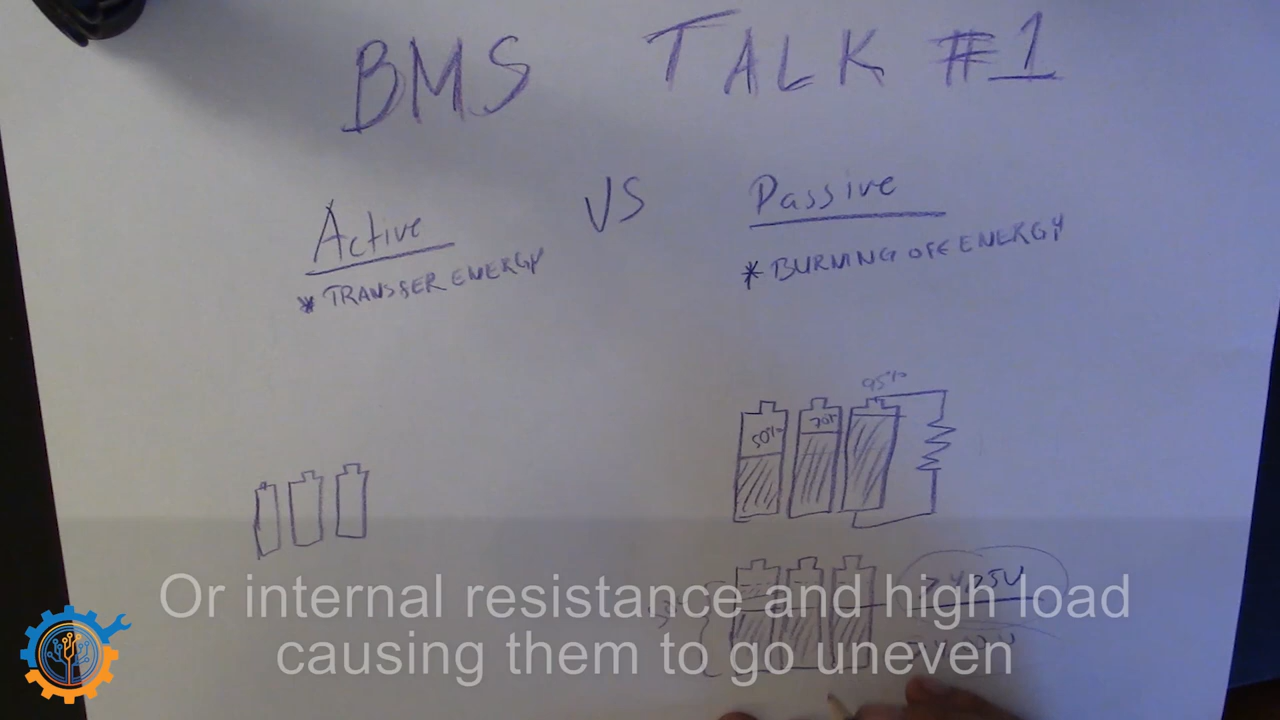 BMS TALK #1
Active VS Passive
* TRANSFER ENERGY
* BURNING OFF ENERGY
95%
50% 70%
Or internal resistance and high load
causing them to go uneven